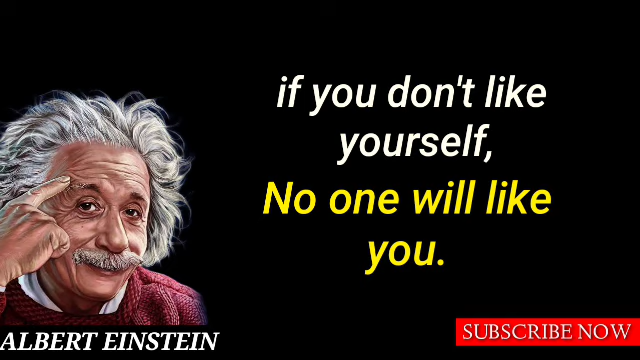 if you don't like
yourself,
No one will like
you.
ALBERT EINSTEIN
SUBSCRIBE NOW